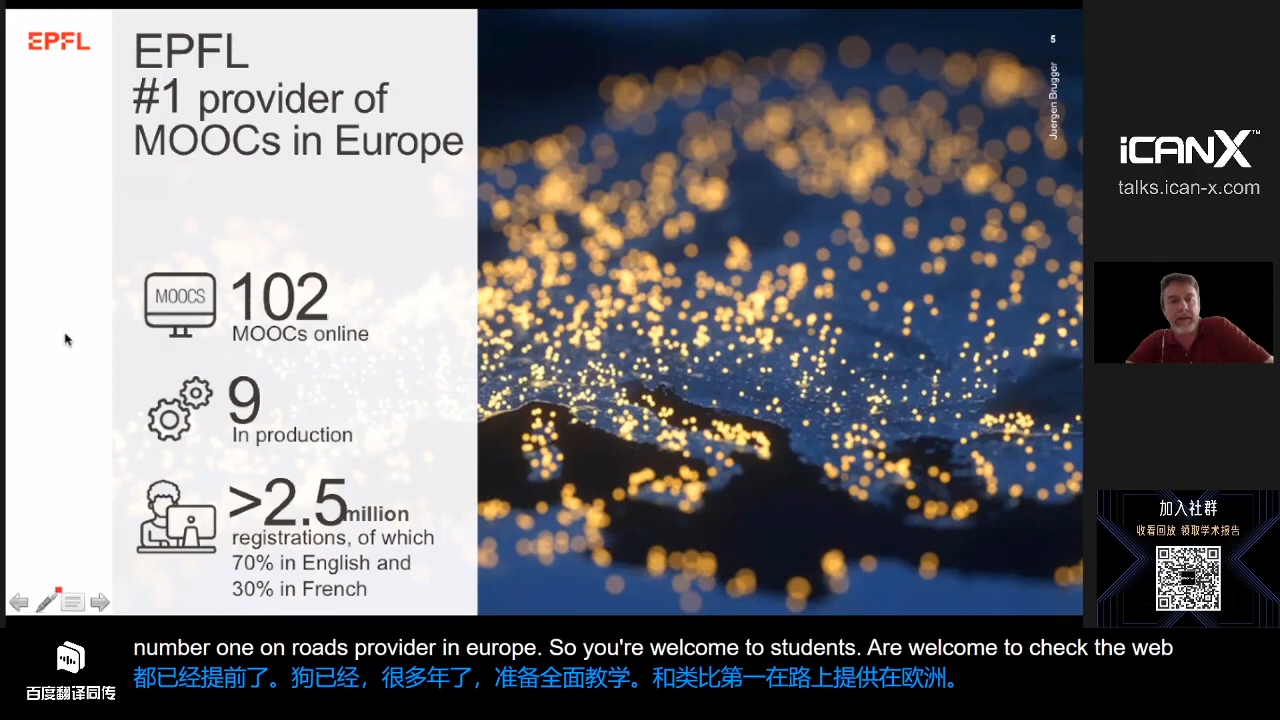 EPFL
EPFL
#1 provider of
MOOCs in Europe
MOOCS
102
MOOCs online
9
In production
>2.5million
registrations, of which
70% in English and
30% in French
5
Juergen Brugger
iCANX™
talks.ican-x.com
加入社群
收看回放 领取学术报告
百度翻译同传
number one on roads provider in europe. So you're welcome to students. Are welcome to check the web
都已经提前了。狗已经，很多年了，准备全面教学。和类比第一在路上提供在欧洲。